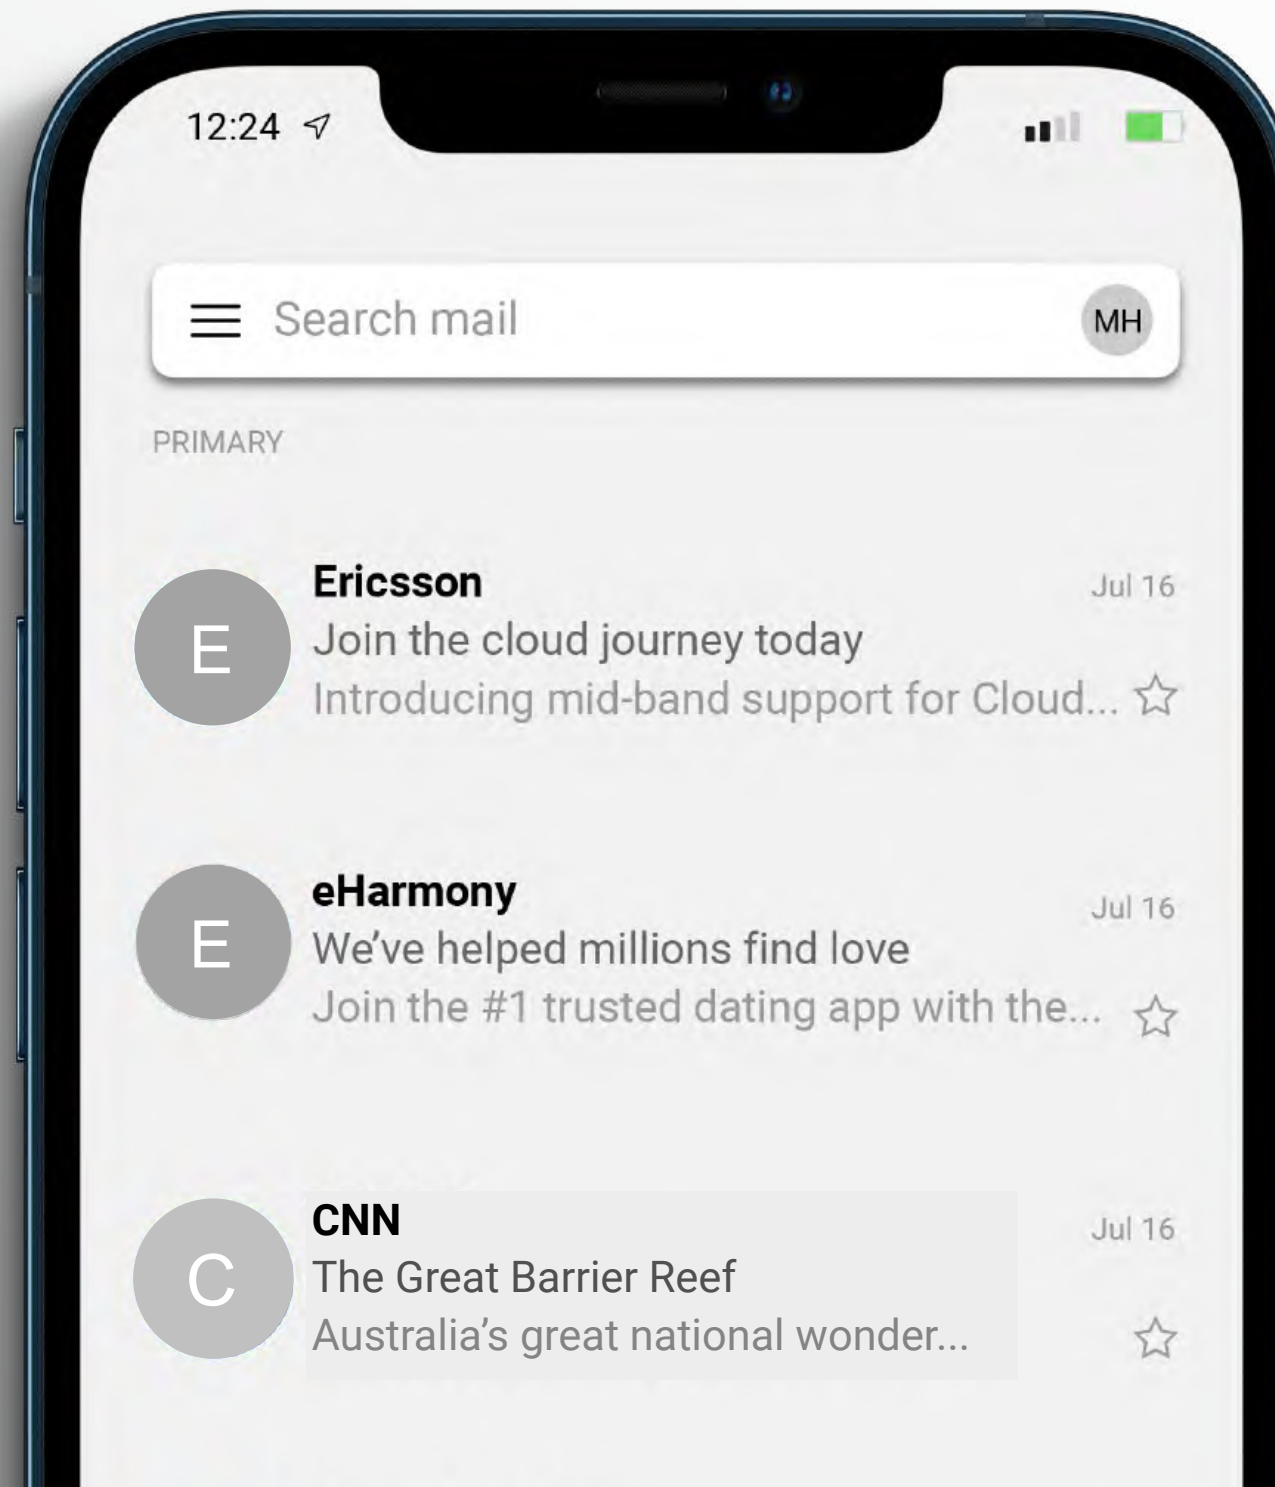 12:24
Search mail
MH
PRIMARY
Ericsson
Jul 16
E
Join the cloud journey today
Introducing mid-band support for Cloud...
eHarmony
Jul 16
E
We’ve helped millions find love
Join the #1 trusted dating app with the...
CNN
Jul 16
C
The Great Barrier Reef
Australia’s great national wonder...